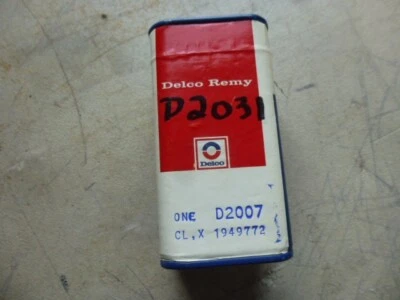 Delco Remy
D2031
Delco
ONE D2007
CL,X 1949772